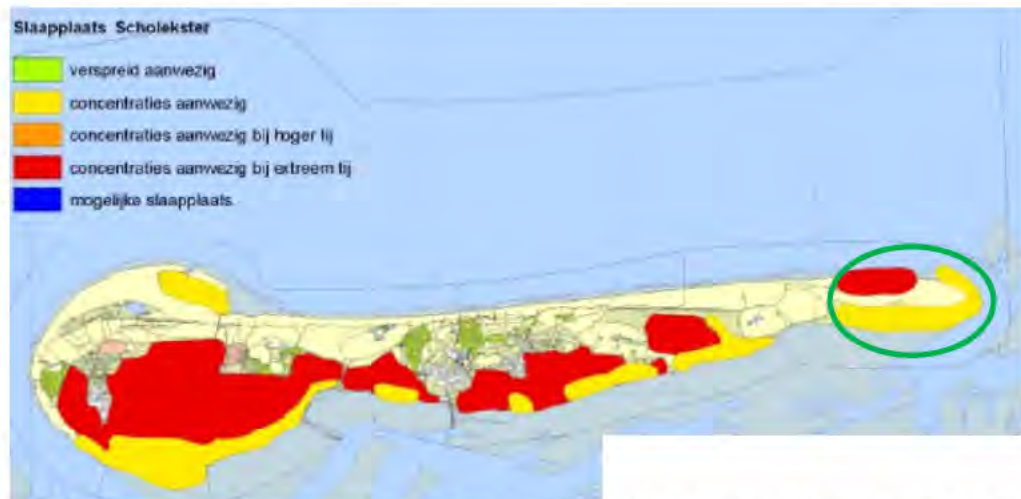 Slaapplaats Scholekster
verspreid aanwezig
concentraties aanwezig
concentraties aanwezig bij hoger tij
concentraties aanwezig bij extreem tij
mogelijke slaapplaats